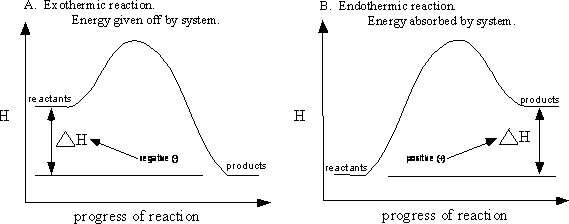 A. Exothermic reaction.
Energy given off by system.
reactants
H
△H
negative (-)
products
progress of reaction
B. Endothermic reaction.
Energy absorbed by system.
products
H
△H
positive (+)
reactants
progress of reaction